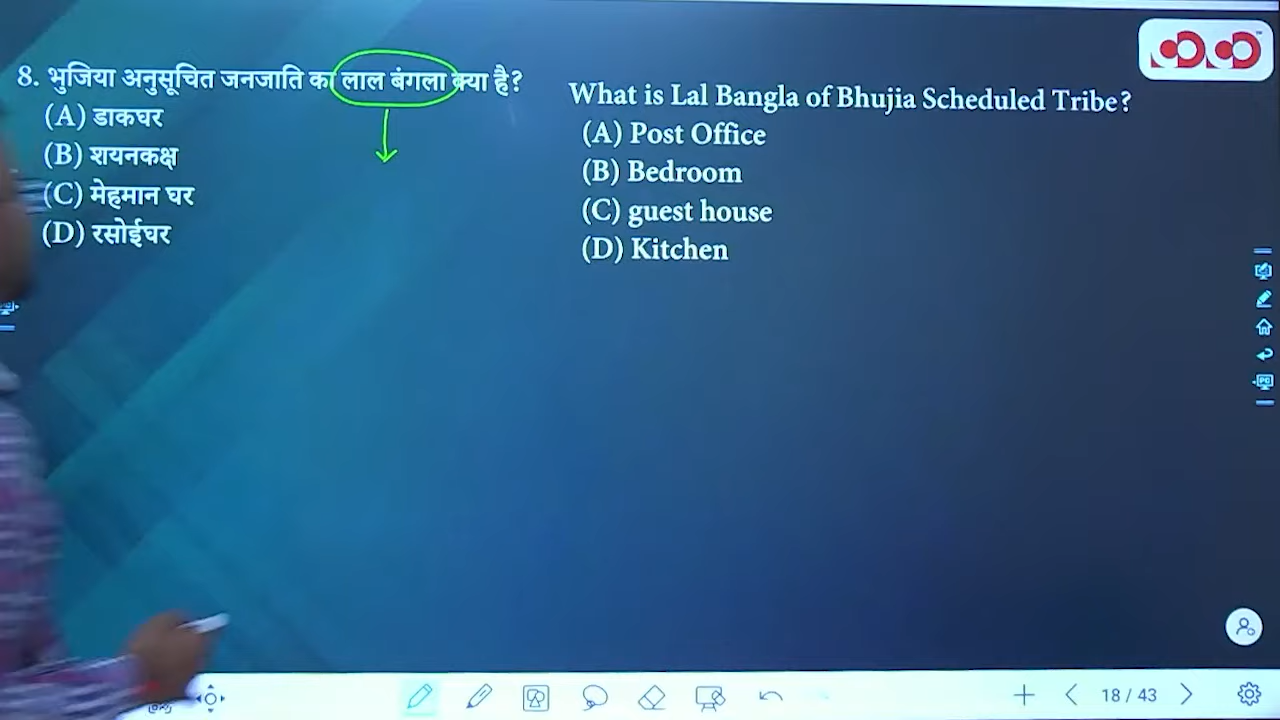 8. भुजिया अनुसूचित जनजाति का लाल बंगला क्या है?
(A) डाकघर
(B) शयनकक्ष
(C) मेहमान घर
(D) रसोईघर
What is Lal Bangla of Bhujia Scheduled Tribe?
(A) Post Office
(B) Bedroom
(C) guest house
(D) Kitchen
18 / 43